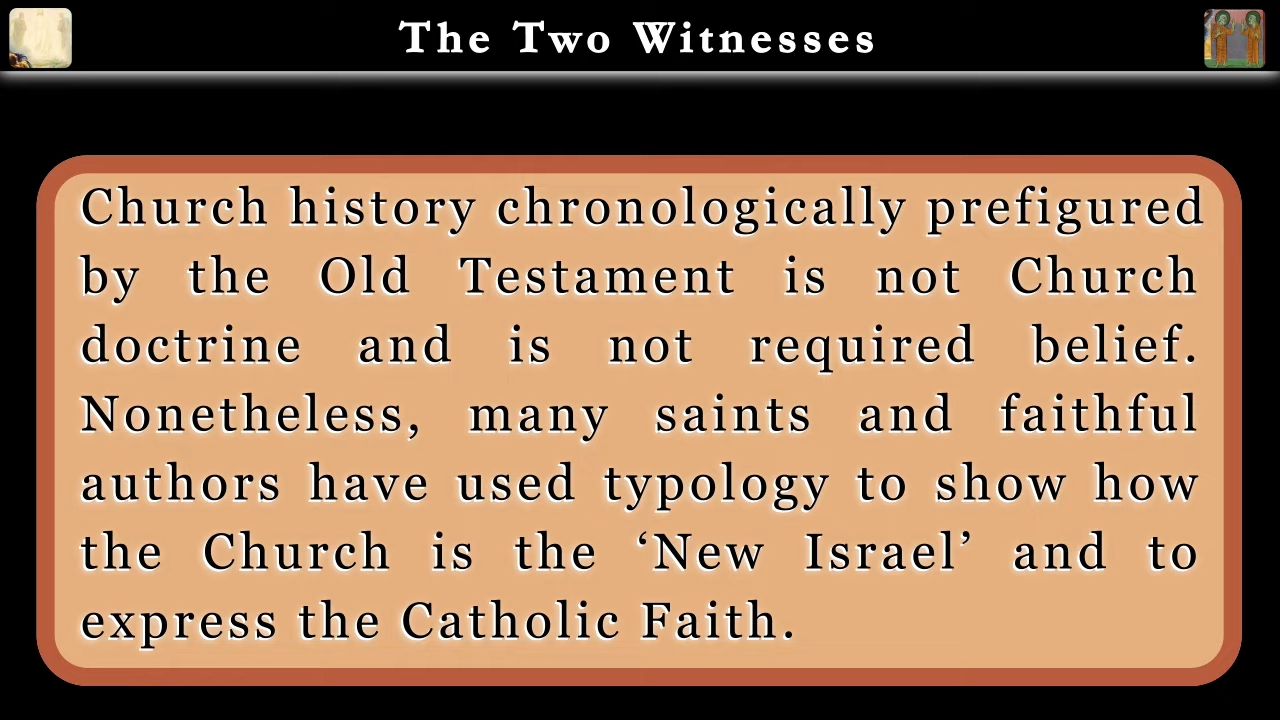 The Two Witnesses
Church history chronologically prefigured
by the Old Testament is not Church
doctrine and is not required belief.
Nonetheless, many saints and faithful
authors have used typology to show how
the Church is the ‘New Israel’ and to
express the Catholic Faith.